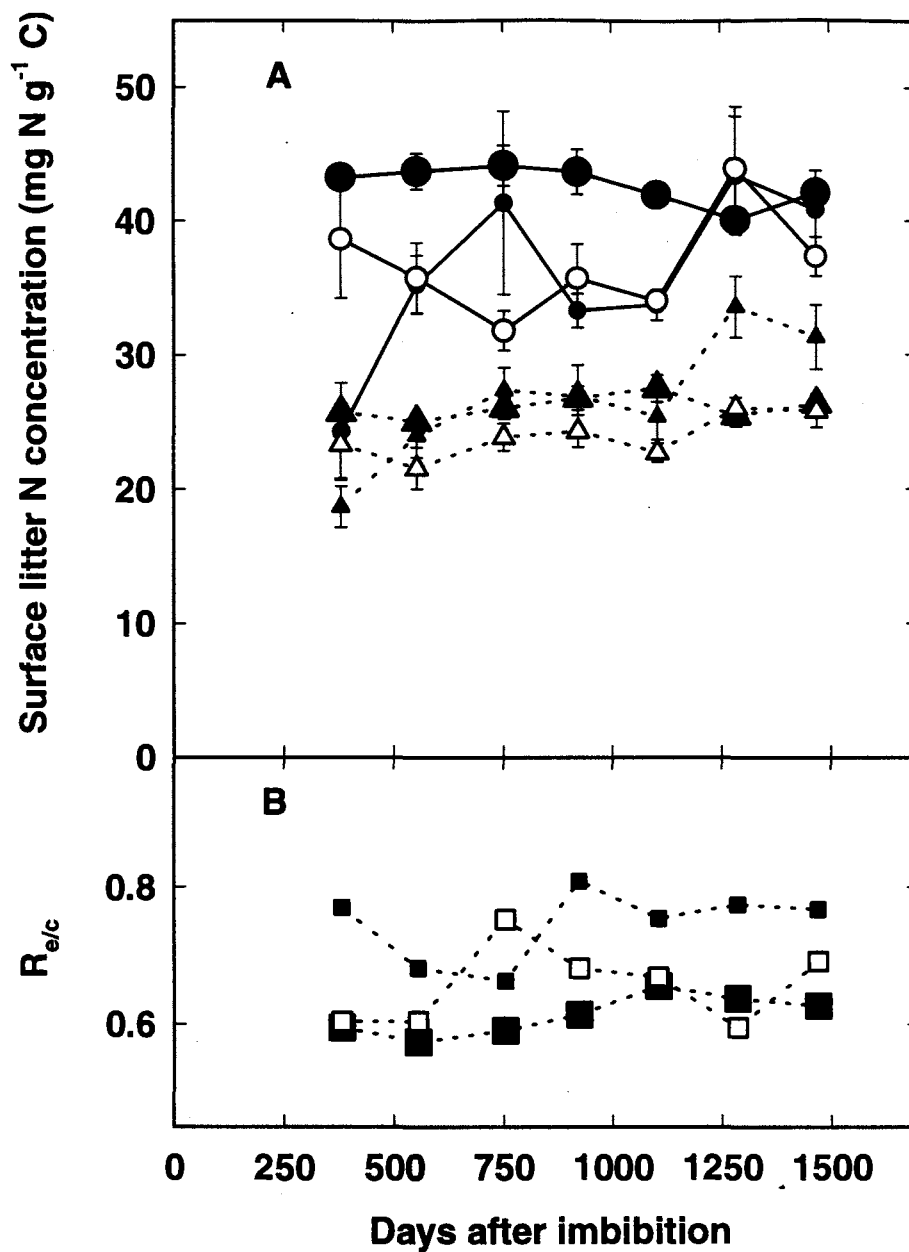 A
Surface litter N concentration (mg N g⁻¹ C)
50
40
30
20
10
0
B
R e/c
0.8
0.6
0 250 500 750 1000 1250 1500
Days after imbibition